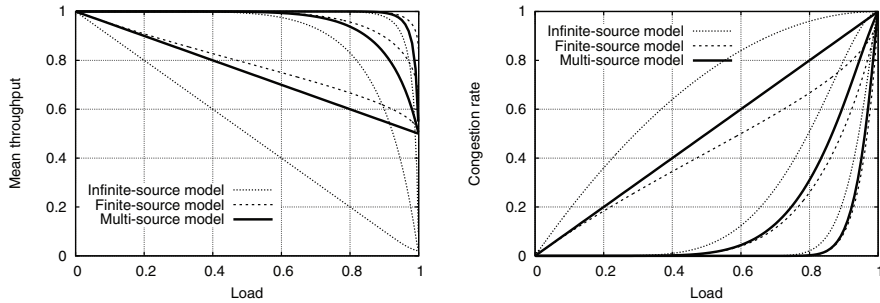 Mean throughput
1
0.8
0.6
0.4
0.2
0
Infinite-source model
Finite-source model
Multi-source model
0 0.2 0.4 0.6 0.8 1
Load
Congestion rate
1
0.8
0.6
0.4
0.2
0
Infinite-source model
Finite-source model
Multi-source model
0 0.2 0.4 0.6 0.8 1
Load